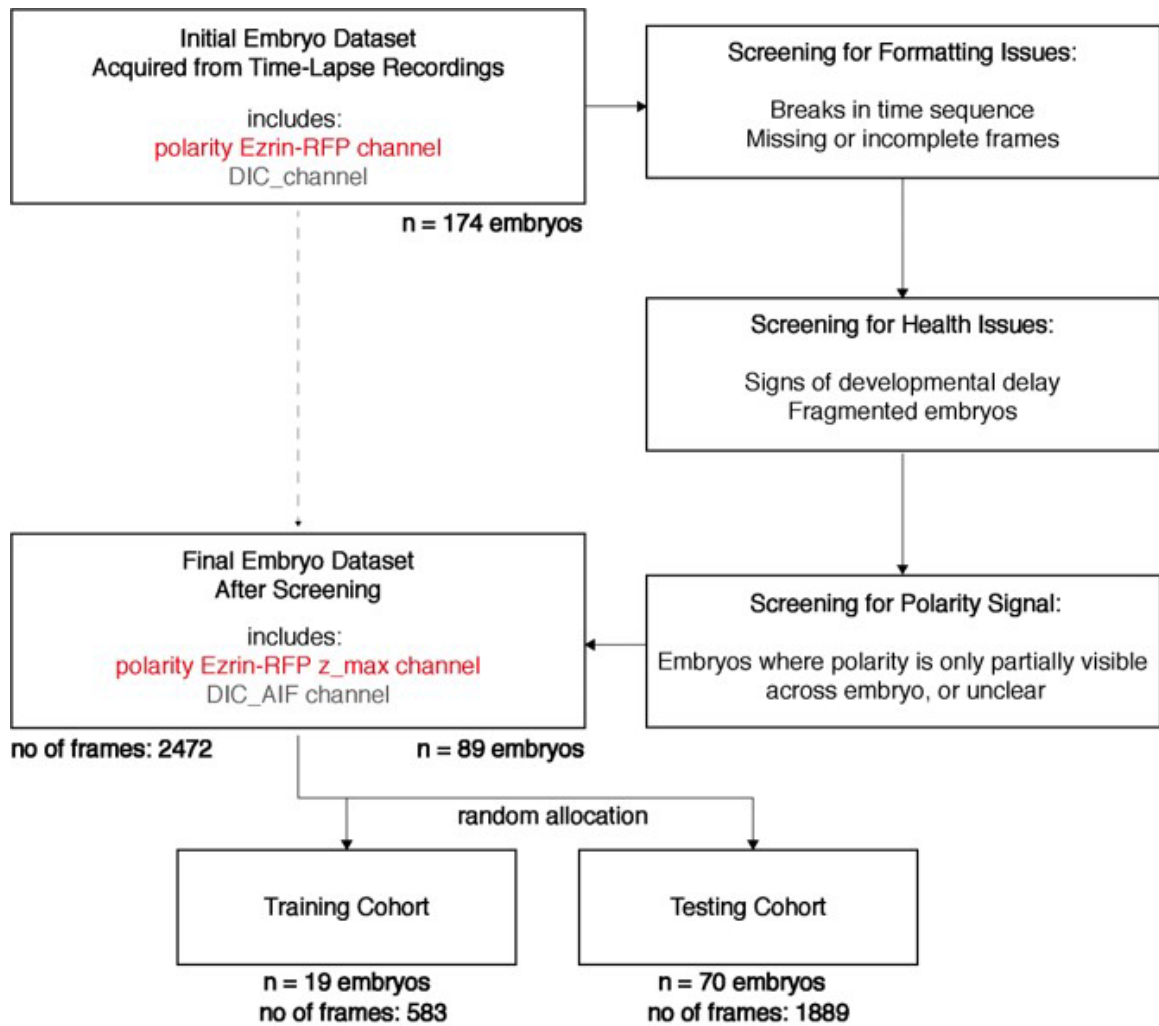 Initial Embryo Dataset
Acquired from Time-Lapse Recordings
includes:
polarity Ezrin-RFP channel
DIC_channel
n = 174 embryos
Screening for Formatting Issues:
Breaks in time sequence
Missing or incomplete frames
Screening for Health Issues:
Signs of developmental delay
Fragmented embryos
Screening for Polarity Signal:
Embryos where polarity is only partially visible
across embryo, or unclear
Final Embryo Dataset
After Screening
includes:
polarity Ezrin-RFP z_max channel
DIC_AIF channel
no of frames: 2472
n = 89 embryos
random allocation
Training Cohort
n = 19 embryos
no of frames: 583
Testing Cohort
n = 70 embryos
no of frames: 1889